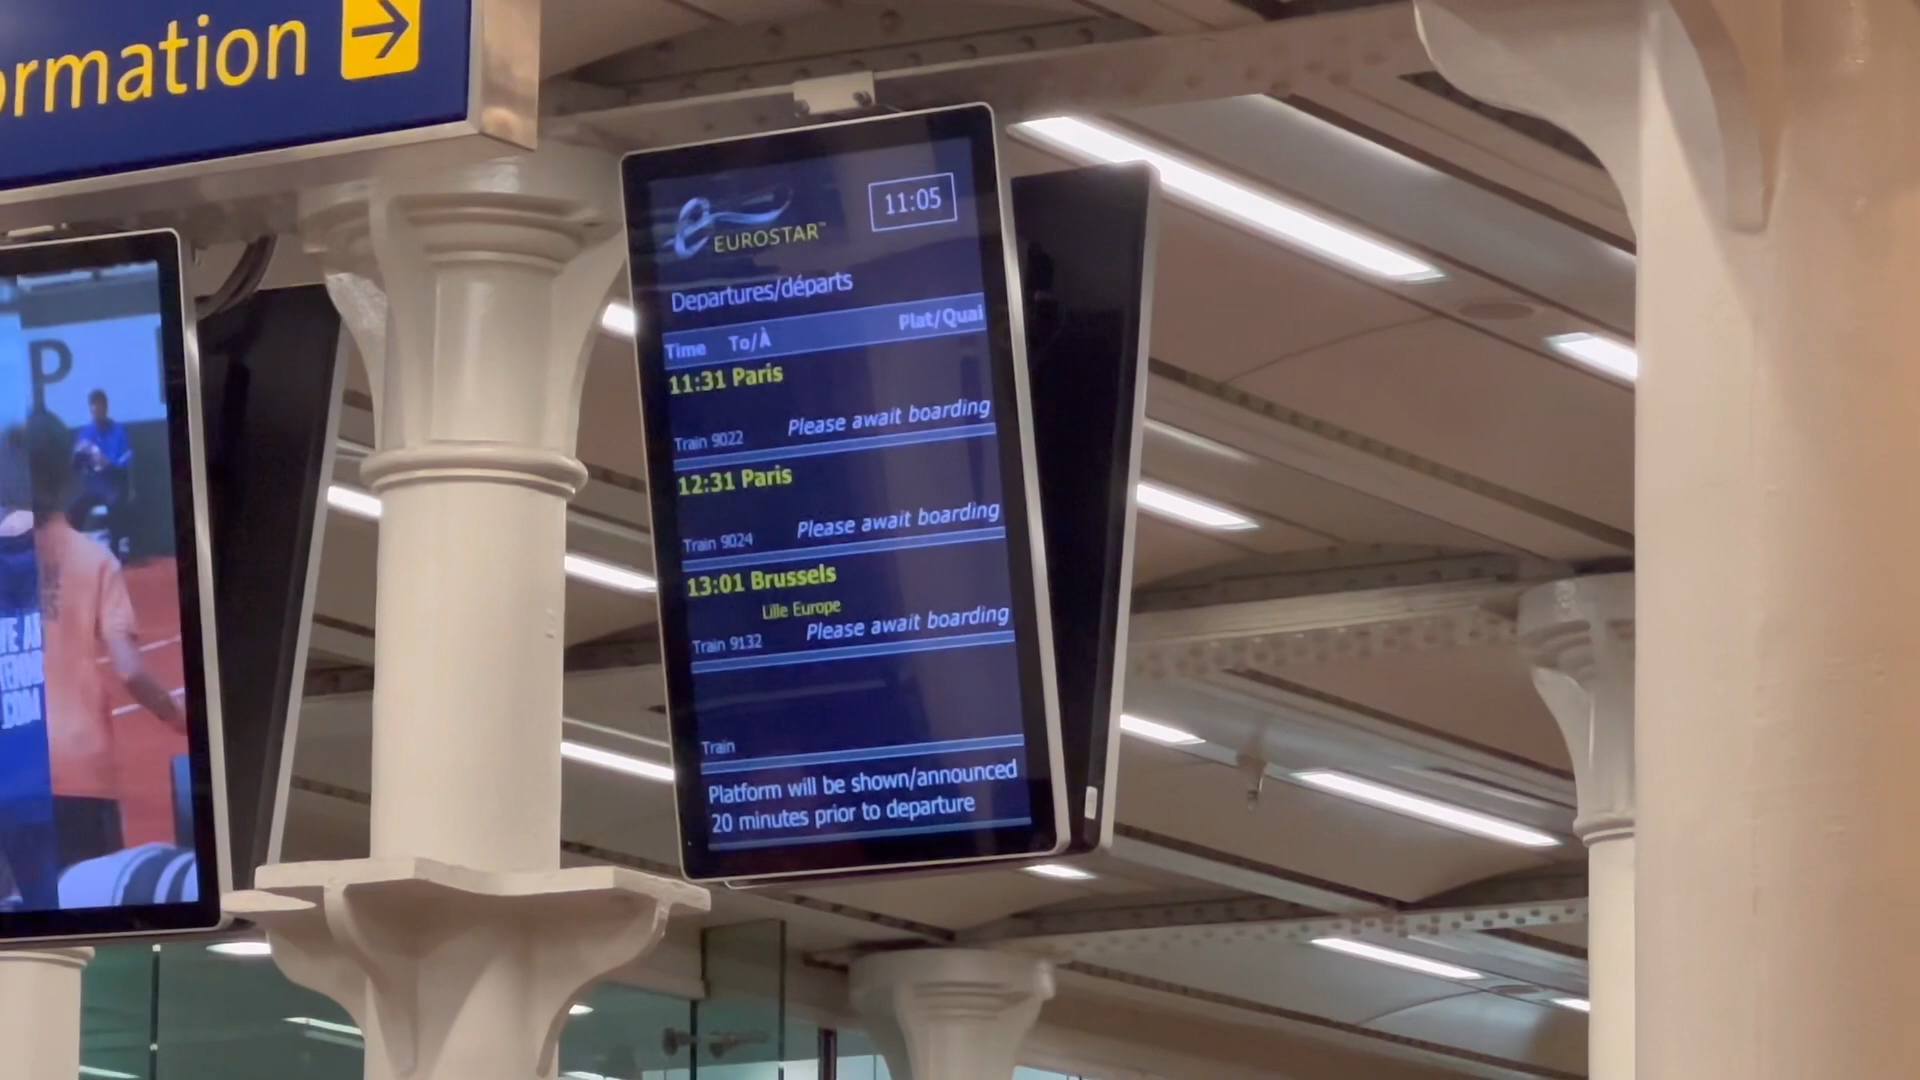 ormation
P
EUROSTAR™
11:05
Departures/départs
Time To/À Plat/Quai
11:31 Paris
Train 9022 Please await boarding
12:31 Paris
Train 9024 Please await boarding
13:01 Brussels
Lille Europe
Train 9132 Please await boarding
Train
Platform will be shown/announced
20 minutes prior to departure
.COM